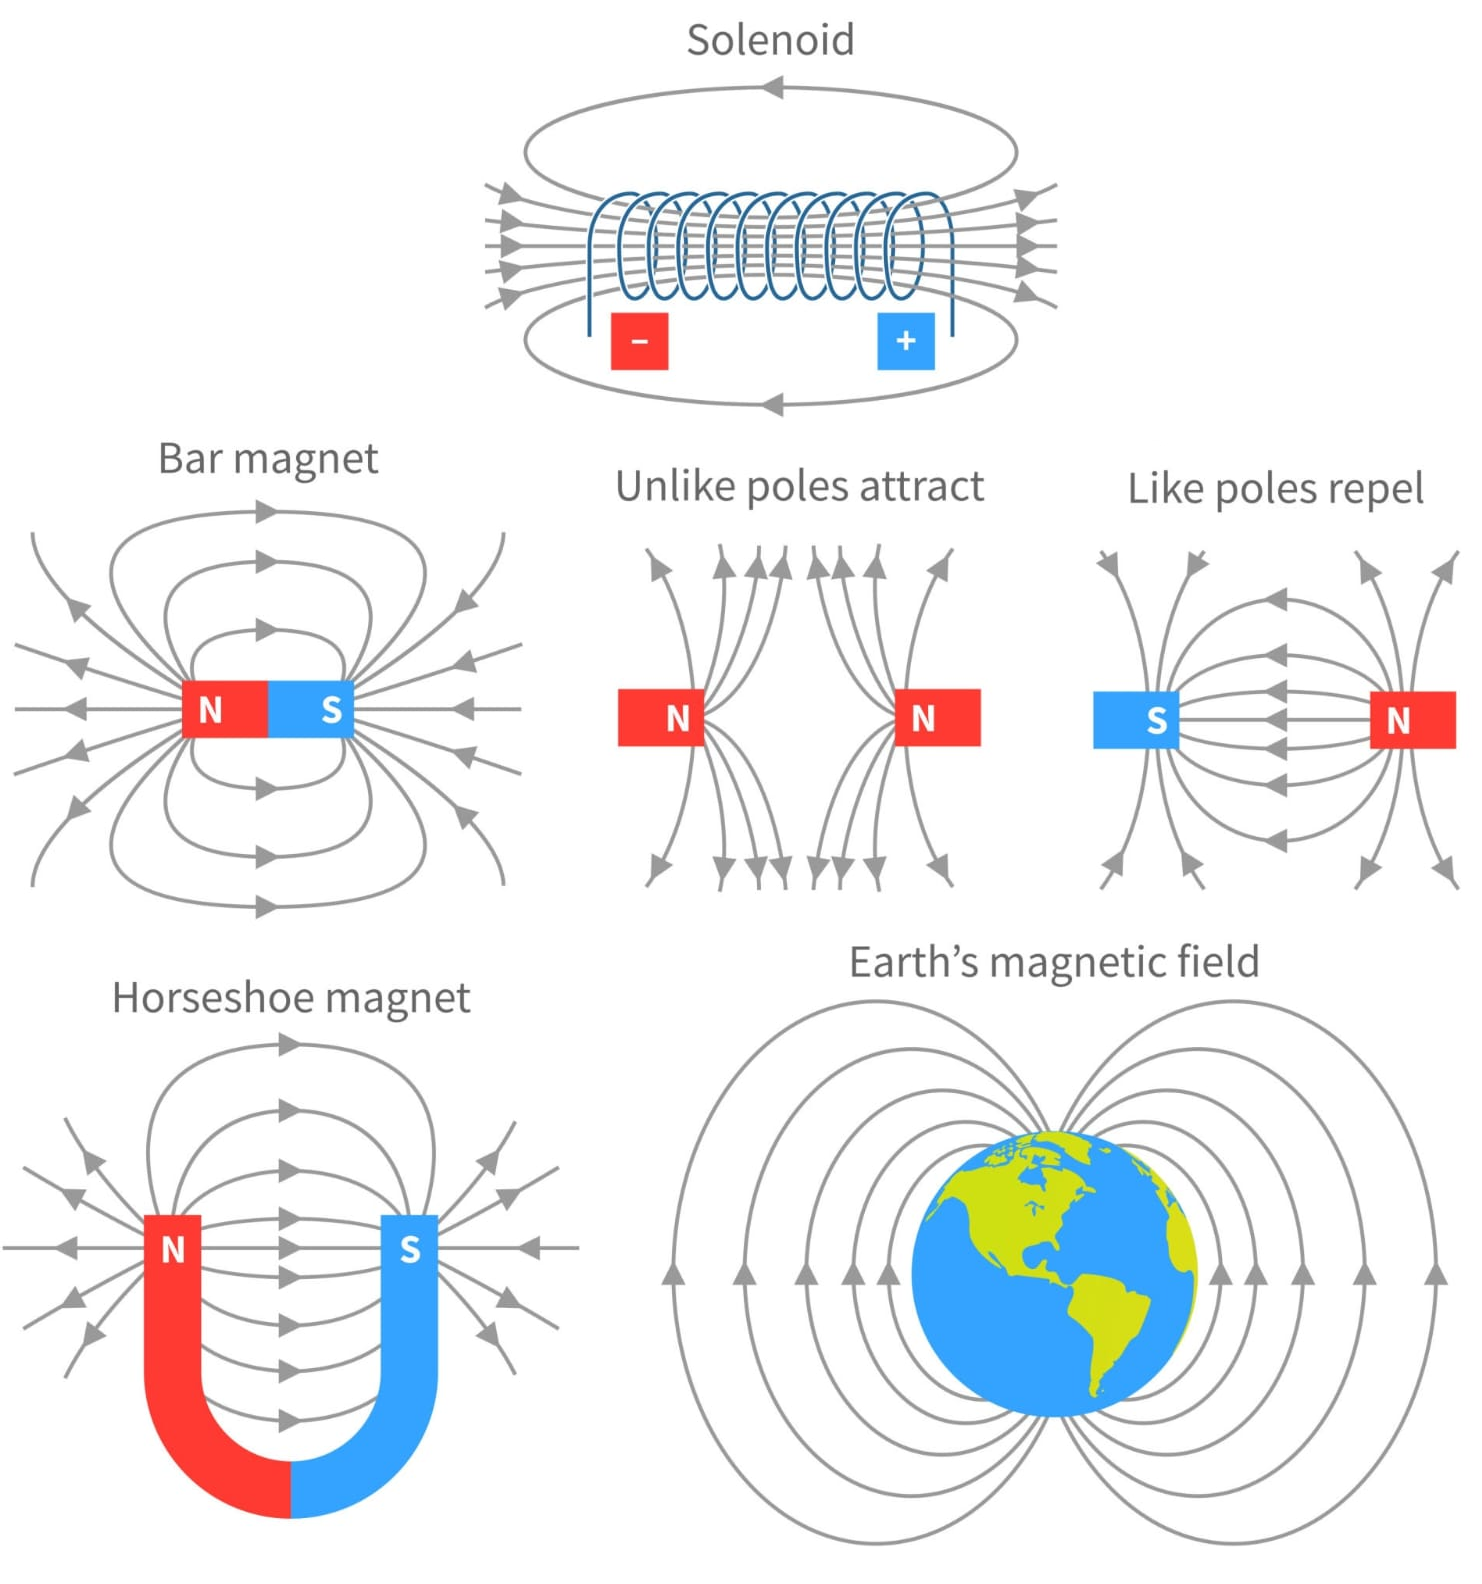 Solenoid
–
+
Bar magnet
N
S
Unlike poles attract
N
N
Like poles repel
S
N
Horseshoe magnet
N
S
Earth’s magnetic field